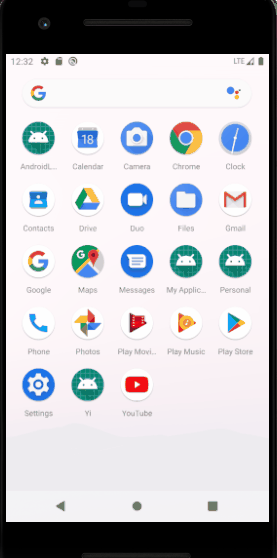 12:32 LTE
AndroidL... Calendar Camera Chrome Clock
18
Contacts Drive Duo Files Gmail
Google Maps Messages My Applic... Personal
Phone Photos Play Movi... Play Music Play Store
Settings Yi YouTube